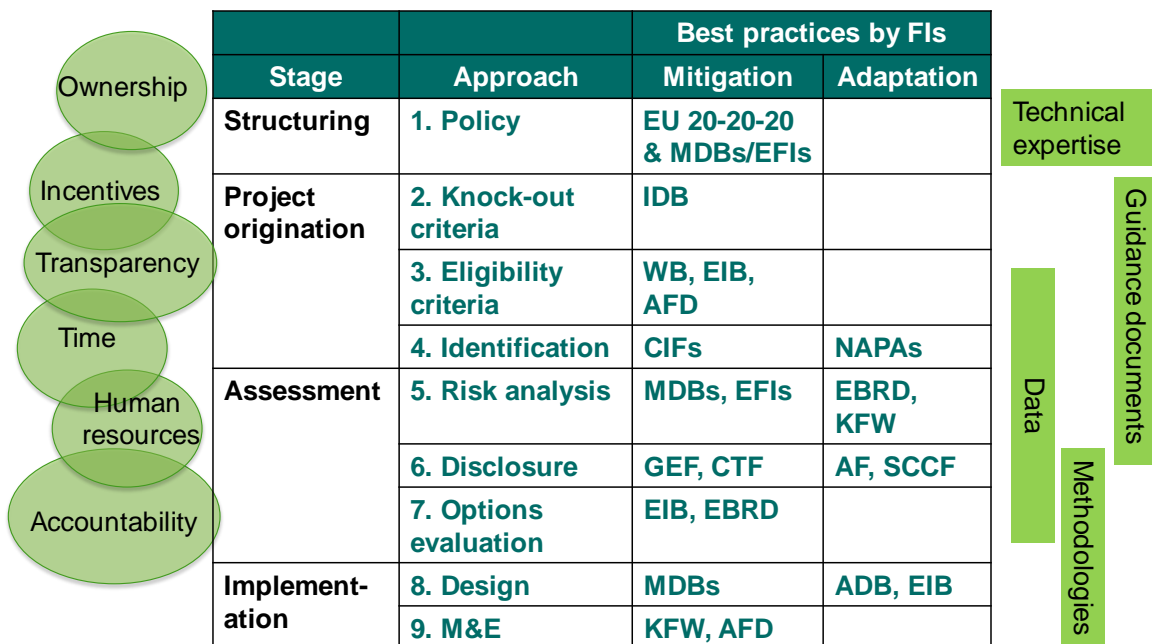 Ownership
Incentives
Transparency
Time
Human
resources
Accountability
Best practices by FIs
Stage Approach Mitigation Adaptation
Structuring 1. Policy EU 20-20-20
& MDBs/EFIs
Project 2. Knock-out IDB
origination criteria
3. Eligibility WB, EIB,
criteria AFD
4. Identification CIFs NAPAs
Assessment 5. Risk analysis MDBs, EFIs EBRD,
KFW
6. Disclosure GEF, CTF AF, SCCF
7. Options EIB, EBRD
evaluation
Implement- 8. Design MDBs ADB, EIB
ation
9. M&E KFW, AFD
Technical
expertise
Guidance documents
Data
Methodologies